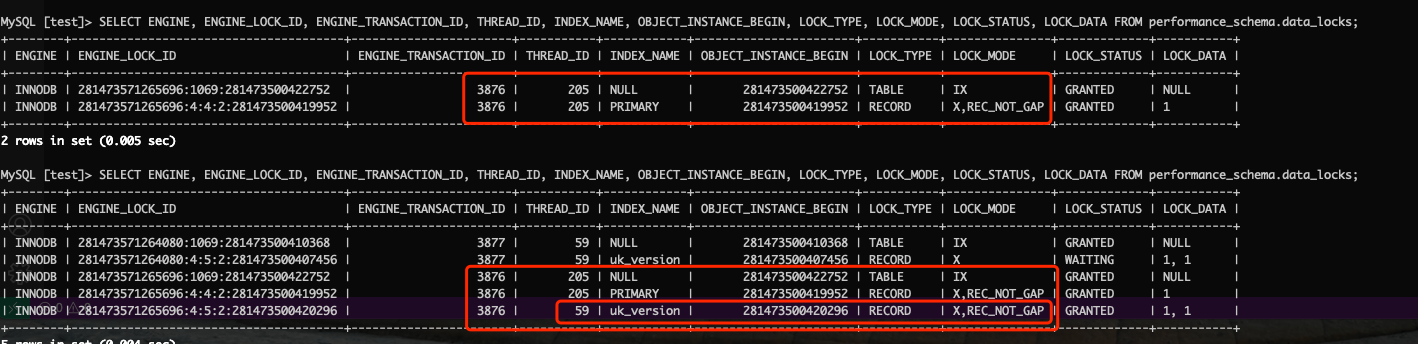 MySQL [test]> SELECT ENGINE, ENGINE_LOCK_ID, ENGINE_TRANSACTION_ID, THREAD_ID, INDEX_NAME, OBJECT_INSTANCE_BEGIN, LOCK_TYPE, LOCK_MODE, LOCK_STATUS, LOCK_DATA FROM performance_schema.data_locks;
| ENGINE | ENGINE_LOCK_ID | ENGINE_TRANSACTION_ID | THREAD_ID | INDEX_NAME | OBJECT_INSTANCE_BEGIN | LOCK_TYPE | LOCK_MODE | LOCK_STATUS | LOCK_DATA |
| INNODB | 281473571265696:1069:281473500422752 | 3876 | 205 | NULL | 281473500422752 | TABLE | IX | GRANTED | NULL |
| INNODB | 281473571265696:4:4:2:281473500419952 | 3876 | 205 | PRIMARY | 281473500419952 | RECORD | X,REC_NOT_GAP | GRANTED | 1 |
2 rows in set (0.005 sec)
MySQL [test]> SELECT ENGINE, ENGINE_LOCK_ID, ENGINE_TRANSACTION_ID, THREAD_ID, INDEX_NAME, OBJECT_INSTANCE_BEGIN, LOCK_TYPE, LOCK_MODE, LOCK_STATUS, LOCK_DATA FROM performance_schema.data_locks;
| ENGINE | ENGINE_LOCK_ID | ENGINE_TRANSACTION_ID | THREAD_ID | INDEX_NAME | OBJECT_INSTANCE_BEGIN | LOCK_TYPE | LOCK_MODE | LOCK_STATUS | LOCK_DATA |
| INNODB | 281473571264080:1069:281473500410368 | 3877 | 59 | NULL | 281473500410368 | TABLE | IX | GRANTED | NULL |
| INNODB | 281473571264080:4:5:2:281473500407456 | 3877 | 59 | uk_version | 281473500407456 | RECORD | X | WAITING | 1, 1 |
| INNODB | 281473571265696:1069:281473500422752 | 3876 | 205 | NULL | 281473500422752 | TABLE | IX | GRANTED | NULL |
| INNODB | 281473571265696:4:4:2:281473500419952 | 3876 | 205 | PRIMARY | 281473500419952 | RECORD | X,REC_NOT_GAP | GRANTED | 1 |
| INNODB | 281473571265696:4:5:2:281473500420296 | 3876 | 59 | uk_version | 281473500420296 | RECORD | X,REC_NOT_GAP | GRANTED | 1, 1 |
5 rows in set (0.004 sec)